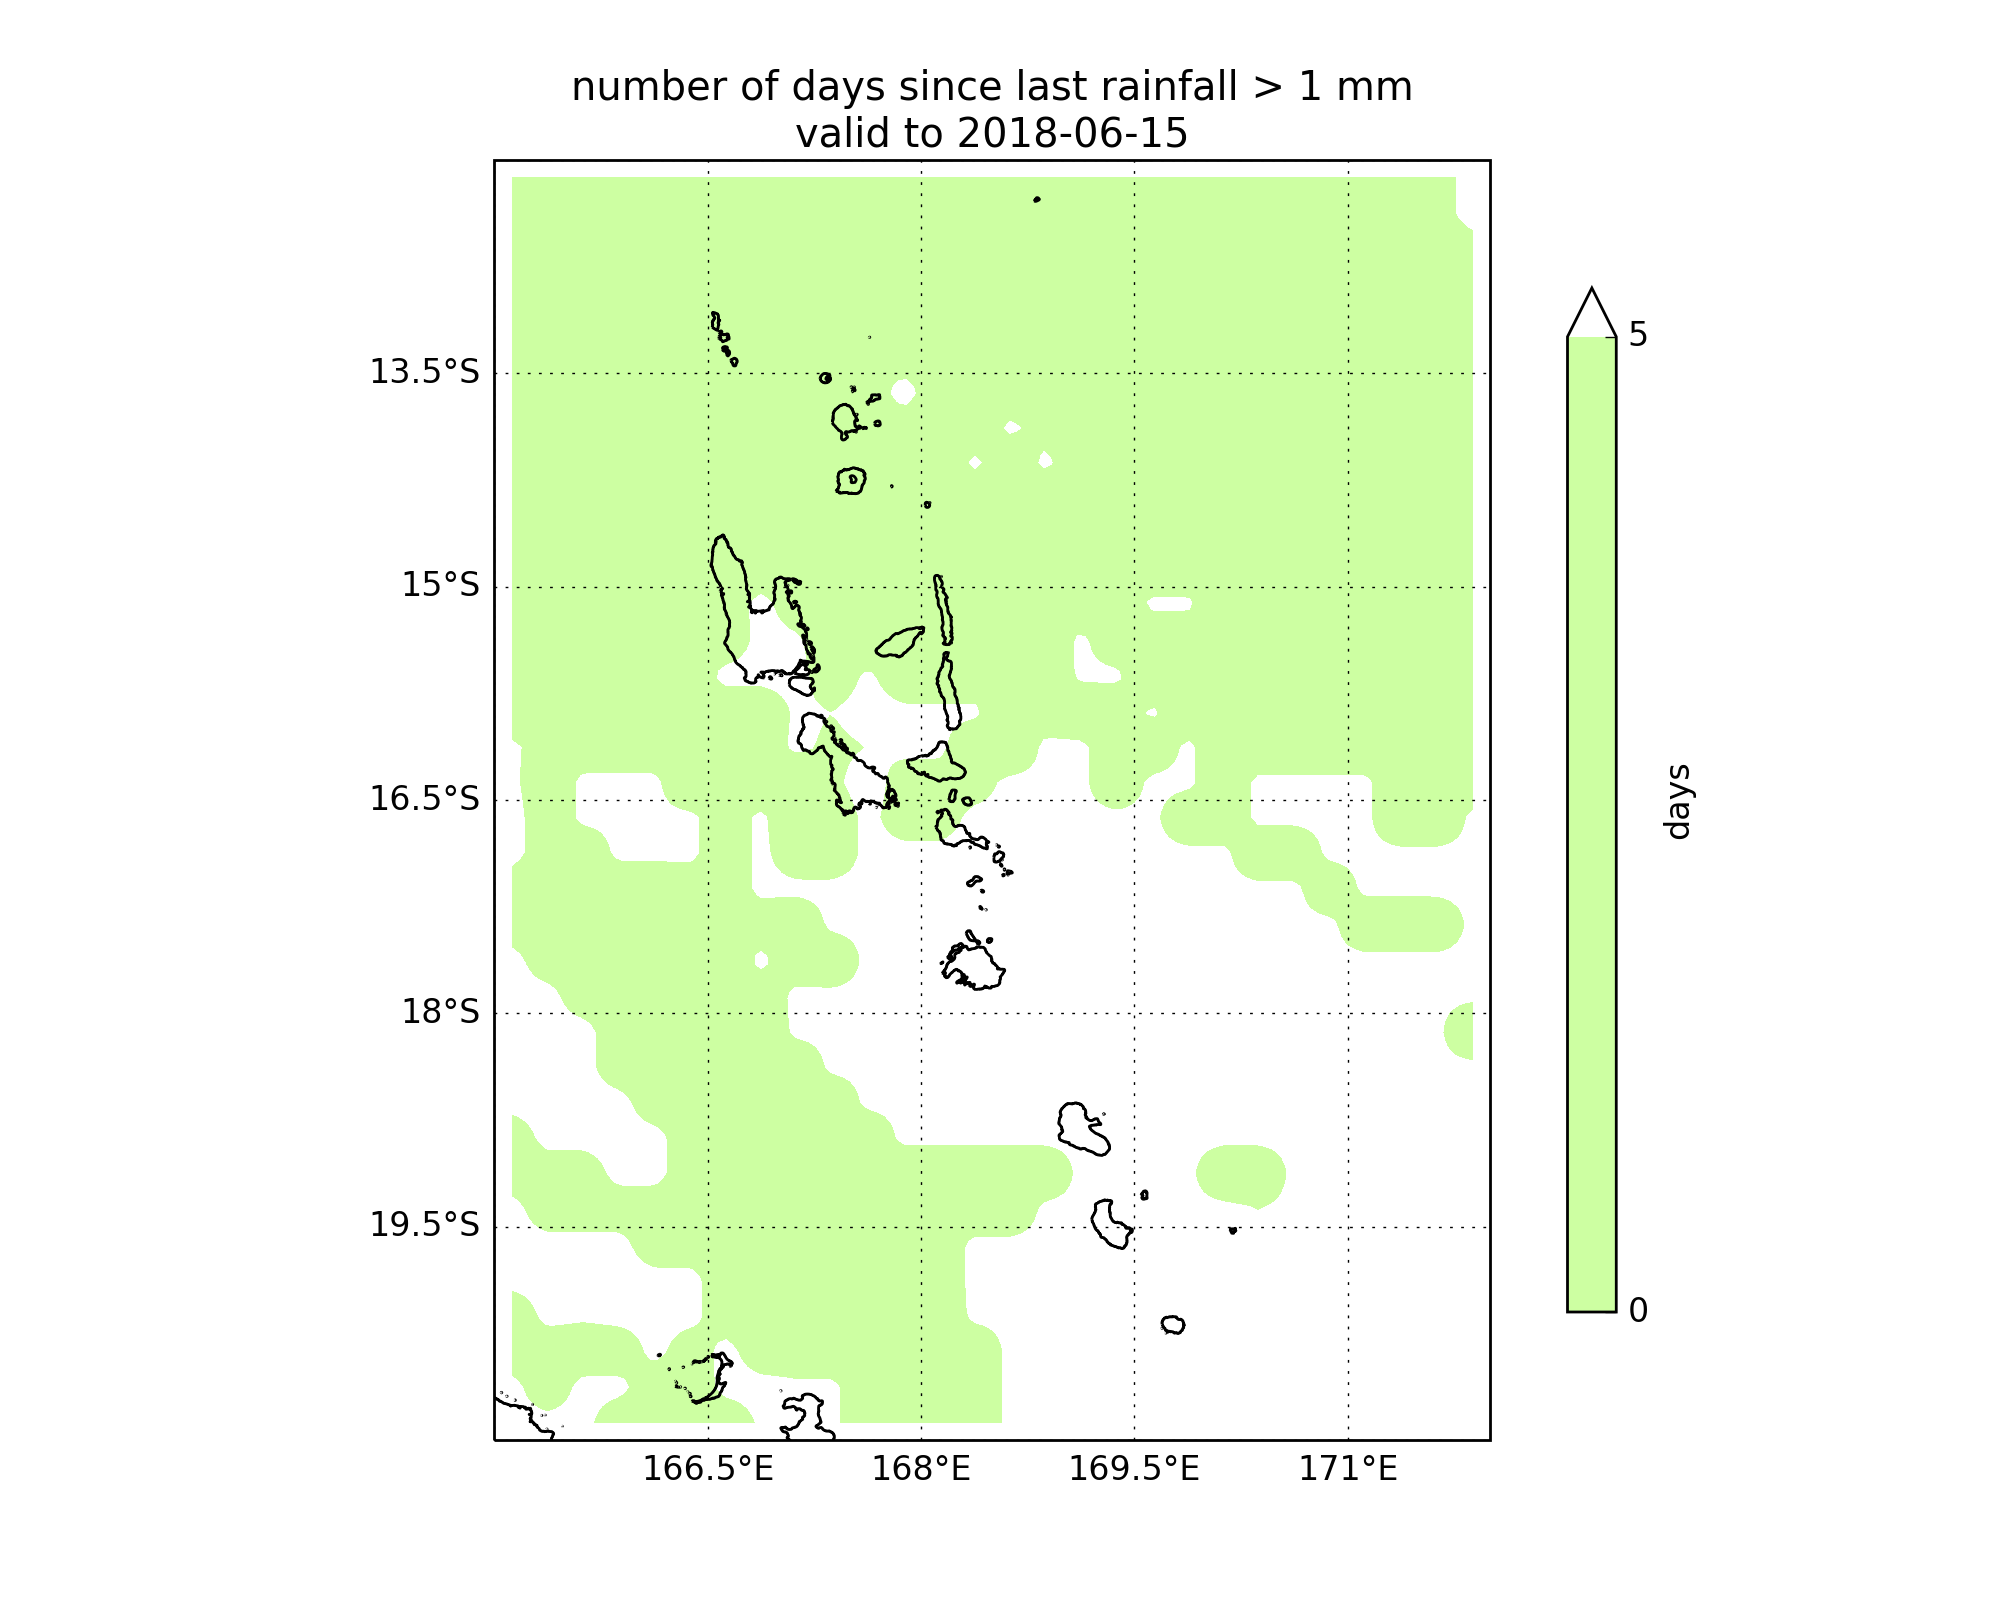 number of days since last rainfall > 1 mm
valid to 2018-06-15
13.5°S
15°S
16.5°S
18°S
19.5°S
166.5°E
168°E
169.5°E
171°E
5
0
days